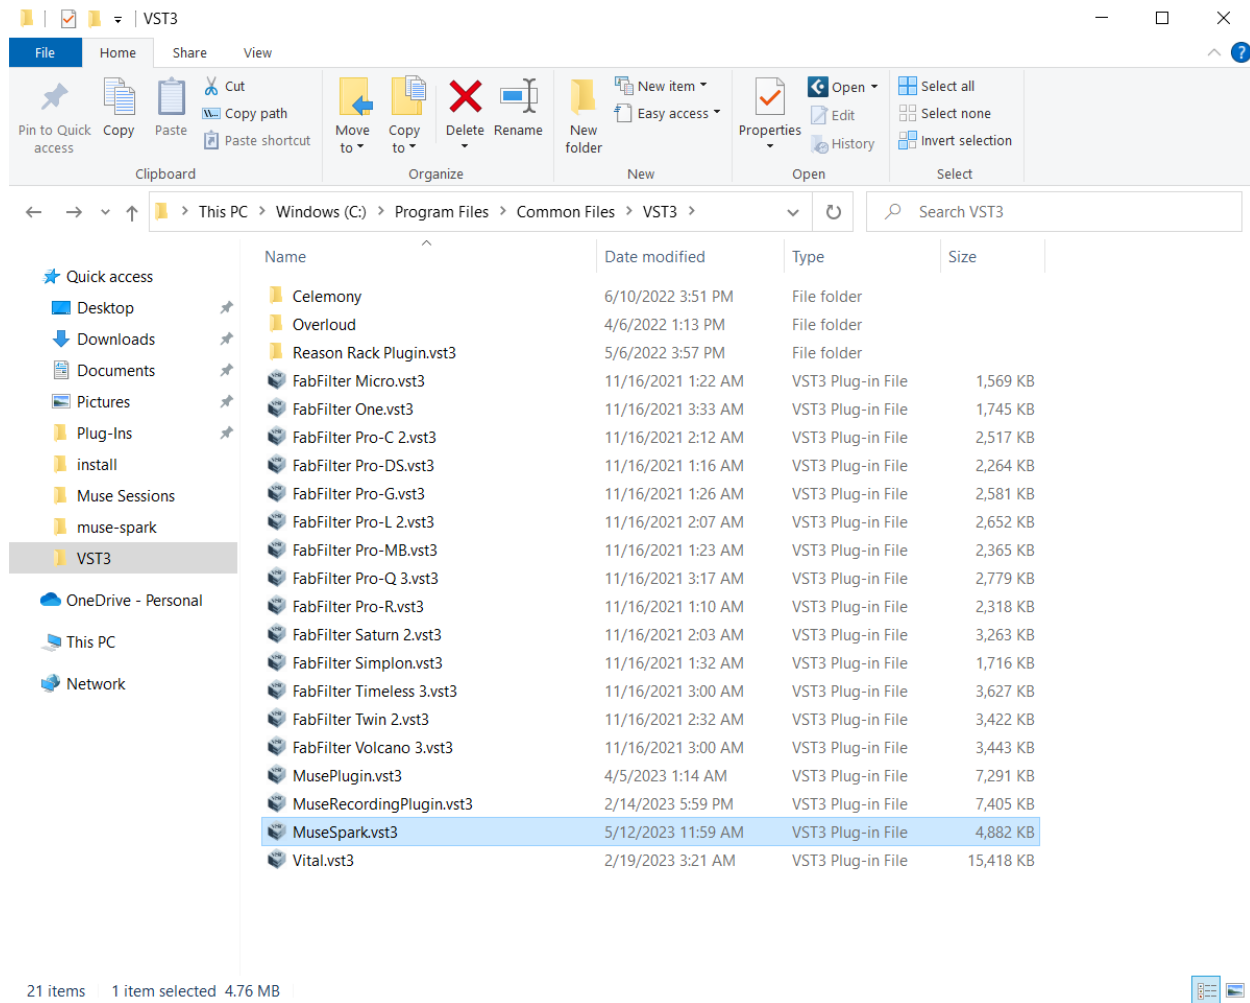 VST3
File Home Share View
?
Pin to Quick access
Copy
Paste
Cut
Copy path
Paste shortcut
Move to
Copy to
Delete
Rename
New folder
New item
Easy access
Properties
Open
Edit
History
Select all
Select none
Invert selection
Clipboard Organize New Open Select
This PC > Windows (C:) > Program Files > Common Files > VST3 >
Search VST3
Name Date modified Type Size
Quick access
Desktop
Downloads
Documents
Pictures
Plug-Ins
install
Muse Sessions
muse-spark
VST3
OneDrive - Personal
This PC
Network
Celemony 6/10/2022 3:51 PM File folder
Overloud 4/6/2022 1:13 PM File folder
Reason Rack Plugin.vst3 5/6/2022 3:57 PM File folder
FabFilter Micro.vst3 11/16/2021 1:22 AM VST3 Plug-in File 1,569 KB
FabFilter One.vst3 11/16/2021 3:33 AM VST3 Plug-in File 1,745 KB
FabFilter Pro-C 2.vst3 11/16/2021 2:12 AM VST3 Plug-in File 2,517 KB
FabFilter Pro-DS.vst3 11/16/2021 1:16 AM VST3 Plug-in File 2,264 KB
FabFilter Pro-G.vst3 11/16/2021 1:26 AM VST3 Plug-in File 2,581 KB
FabFilter Pro-L 2.vst3 11/16/2021 2:07 AM VST3 Plug-in File 2,652 KB
FabFilter Pro-MB.vst3 11/16/2021 1:23 AM VST3 Plug-in File 2,365 KB
FabFilter Pro-Q 3.vst3 11/16/2021 3:17 AM VST3 Plug-in File 2,779 KB
FabFilter Pro-R.vst3 11/16/2021 1:10 AM VST3 Plug-in File 2,318 KB
FabFilter Saturn 2.vst3 11/16/2021 2:03 AM VST3 Plug-in File 3,263 KB
FabFilter Simplon.vst3 11/16/2021 1:32 AM VST3 Plug-in File 1,716 KB
FabFilter Timeless 3.vst3 11/16/2021 3:00 AM VST3 Plug-in File 3,627 KB
FabFilter Twin 2.vst3 11/16/2021 2:32 AM VST3 Plug-in File 3,422 KB
FabFilter Volcano 3.vst3 11/16/2021 3:00 AM VST3 Plug-in File 3,443 KB
MusePlugin.vst3 4/5/2023 1:14 AM VST3 Plug-in File 7,291 KB
MuseRecordingPlugin.vst3 2/14/2023 5:59 PM VST3 Plug-in File 7,405 KB
MuseSpark.vst3 5/12/2023 11:59 AM VST3 Plug-in File 4,882 KB
Vital.vst3 2/19/2023 3:21 AM VST3 Plug-in File 15,418 KB
21 items 1 item selected 4.76 MB